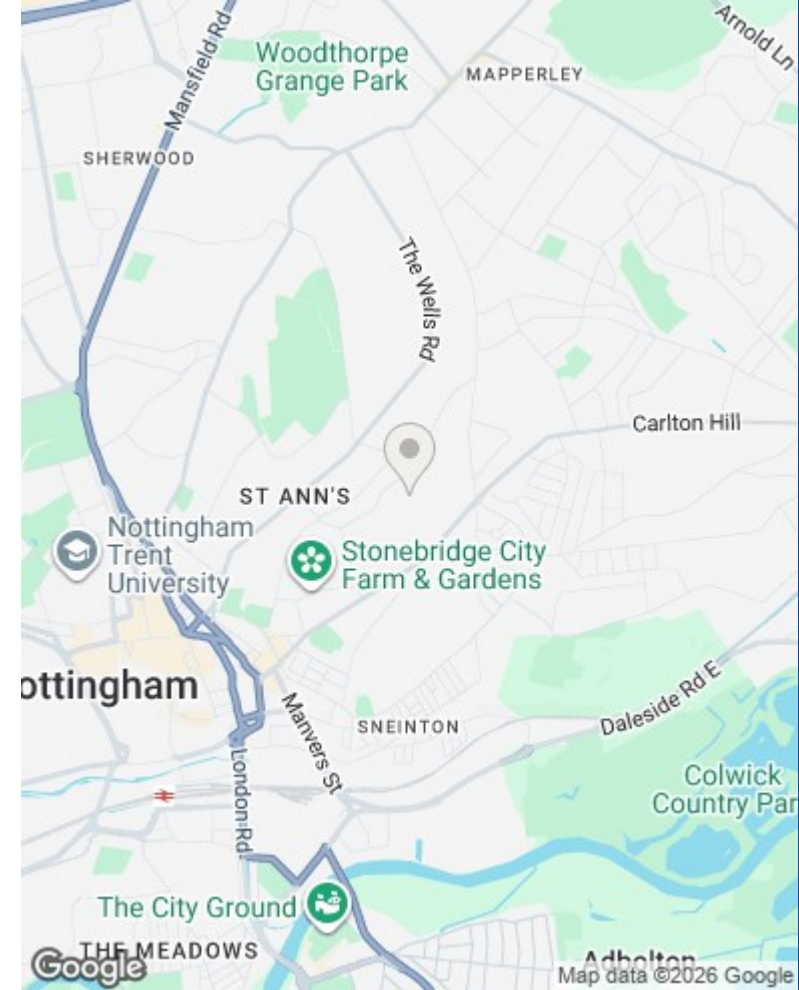 Arnold Ln
Mansfield Rd
Woodthorpe
Grange Park
MAPPERLEY
SHERWOOD
The Wells Rd
Carlton Hill
ST ANN'S
Nottingham
Trent
University
Stonebridge City
Farm & Gardens
ottingham
Manvers St
SNEINTON
Daleside Rd E
London Rd
Colwick
Country Par
The City Ground
THE MEADOWS
Adbolton
Google
Map data ©2026 Google